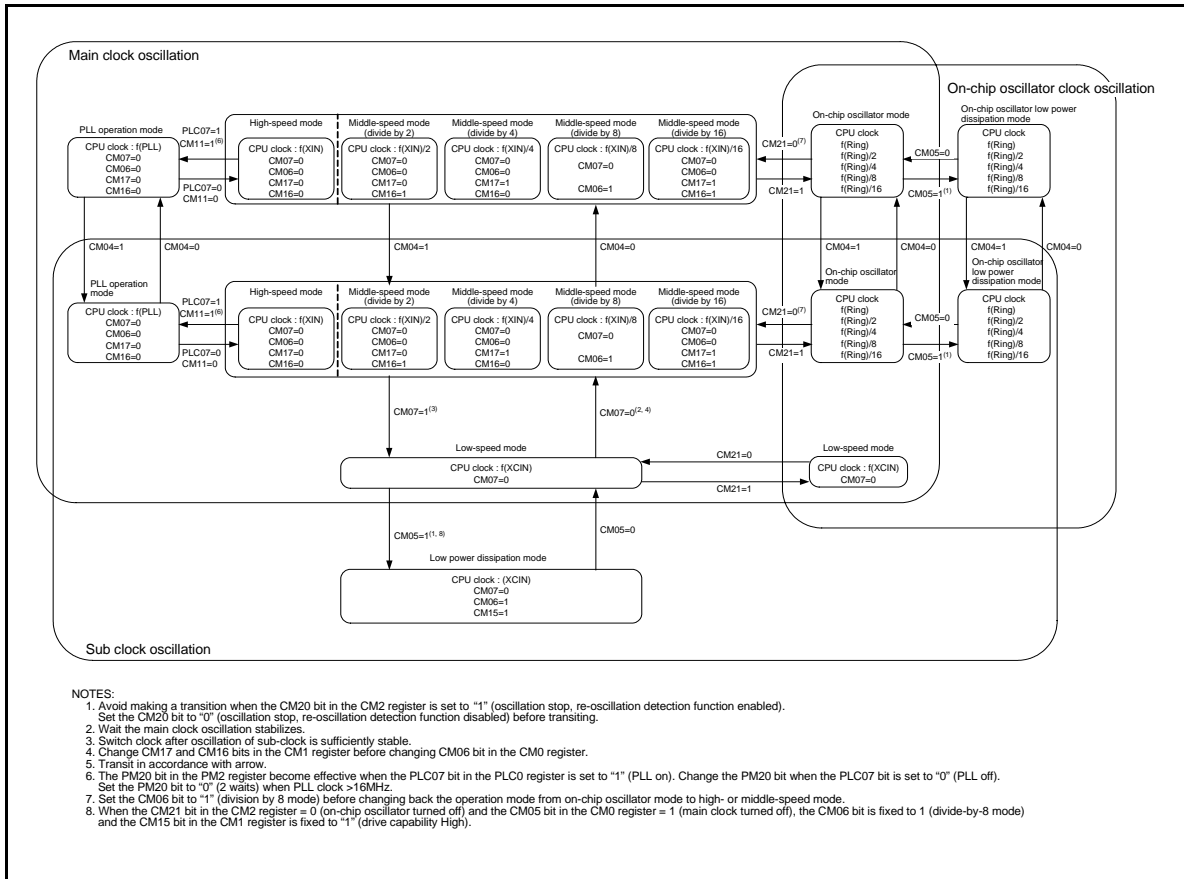 Main clock oscillation
On-chip oscillator clock oscillation
PLL operation mode
CPU clock : f(PLL)
CM07=0
CM06=0
CM17=0
CM16=0
PLC07=1
CM11=1(6)
PLC07=0
CM11=0
High-speed mode
CPU clock : f(XIN)
CM07=0
CM06=0
CM17=0
CM16=0
Middle-speed mode
(divide by 2)
CPU clock : f(XIN)/2
CM07=0
CM06=0
CM17=0
CM16=1
Middle-speed mode
(divide by 4)
CPU clock : f(XIN)/4
CM07=0
CM06=0
CM17=1
CM16=0
Middle-speed mode
(divide by 8)
CPU clock : f(XIN)/8
CM07=0
CM06=1
Middle-speed mode
(divide by 16)
CPU clock : f(XIN)/16
CM07=0
CM06=0
CM17=1
CM16=1
CM21=0(7)
CM21=1
On-chip oscillator mode
CPU clock
f(Ring)
f(Ring)/2
f(Ring)/4
f(Ring)/8
f(Ring)/16
CM05=0
CM05=1(1)
On-chip oscillator low power
dissipation mode
CPU clock
f(Ring)
f(Ring)/2
f(Ring)/4
f(Ring)/8
f(Ring)/16
CM04=1
CM04=0
CM04=1
CM04=0
CM04=1
CM04=0
CM04=1
CM04=0
PLL operation
mode
CPU clock : f(PLL)
CM07=0
CM06=0
CM17=0
CM16=0
PLC07=1
CM11=1(6)
PLC07=0
CM11=0
High-speed mode
CPU clock : f(XIN)
CM07=0
CM06=0
CM17=0
CM16=0
Middle-speed mode
(divide by 2)
CPU clock : f(XIN)/2
CM07=0
CM06=0
CM17=0
CM16=1
Middle-speed mode
(divide by 4)
CPU clock : f(XIN)/4
CM07=0
CM06=0
CM17=1
CM16=0
Middle-speed mode
(divide by 8)
CPU clock : f(XIN)/8
CM07=0
CM06=1
Middle-speed mode
(divide by 16)
CPU clock : f(XIN)/16
CM07=0
CM06=0
CM17=1
CM16=1
CM21=0(7)
CM21=1
On-chip oscillator
mode
CPU clock
f(Ring)
f(Ring)/2
f(Ring)/4
f(Ring)/8
f(Ring)/16
CM05=0
CM05=1(1)
On-chip oscillator
low power
dissipation mode
CPU clock
f(Ring)
f(Ring)/2
f(Ring)/4
f(Ring)/8
f(Ring)/16
CM07=1(3)
CM07=0(2, 4)
Low-speed mode
CPU clock : f(XCIN)
CM07=0
CM21=0
CM21=1
Low-speed mode
CPU clock : f(XCIN)
CM07=0
CM05=1(1, 8)
CM05=0
Low power dissipation mode
CPU clock : (XCIN)
CM07=0
CM06=1
CM15=1
Sub clock oscillation
NOTES:
1. Avoid making a transition when the CM20 bit in the CM2 register is set to “1” (oscillation stop, re-oscillation detection function enabled).
Set the CM20 bit to “0” (oscillation stop, re-oscillation detection function disabled) before transiting.
2. Wait the main clock oscillation stabilizes.
3. Switch clock after oscillation of sub-clock is sufficiently stable.
4. Change CM17 and CM16 bits in the CM1 register before changing CM06 bit in the CM0 register.
5. Transit in accordance with arrow.
6. The PM20 bit in the PM2 register become effective when the PLC07 bit in the PLC0 register is set to “1” (PLL on). Change the PM20 bit when the PLC07 bit is set to “0” (PLL off).
Set the PM20 bit to “0” (2 waits) when PLL clock >16MHz.
7. Set the CM06 bit to “1” (division by 8 mode) before changing back the operation mode from on-chip oscillator mode to high- or middle-speed mode.
8. When the CM21 bit in the CM2 register = 0 (on-chip oscillator turned off) and the CM05 bit in the CM0 register = 1 (main clock turned off), the CM06 bit is fixed to 1 (divide-by-8 mode)
and the CM15 bit in the CM1 register is fixed to “1” (drive capability High).